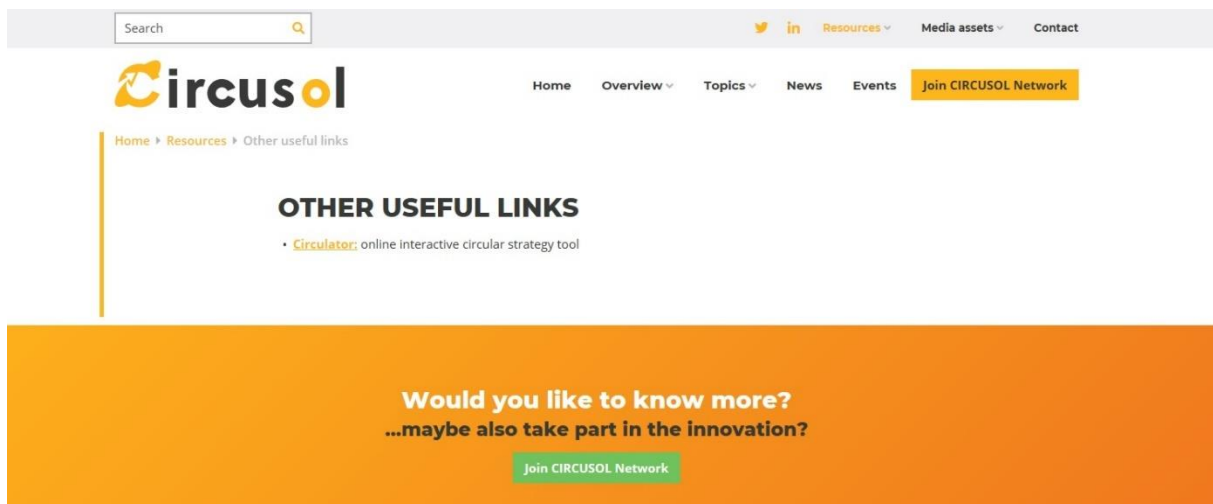 Search
in Resources Media assets Contact
Circusol
Home Overview Topics News Events Join CIRCUSOL Network
Home Resources Other useful links
OTHER USEFUL LINKS
• Circulator: online interactive circular strategy tool
Would you like to know more?
...maybe also take part in the innovation?
Join CIRCUSOL Network